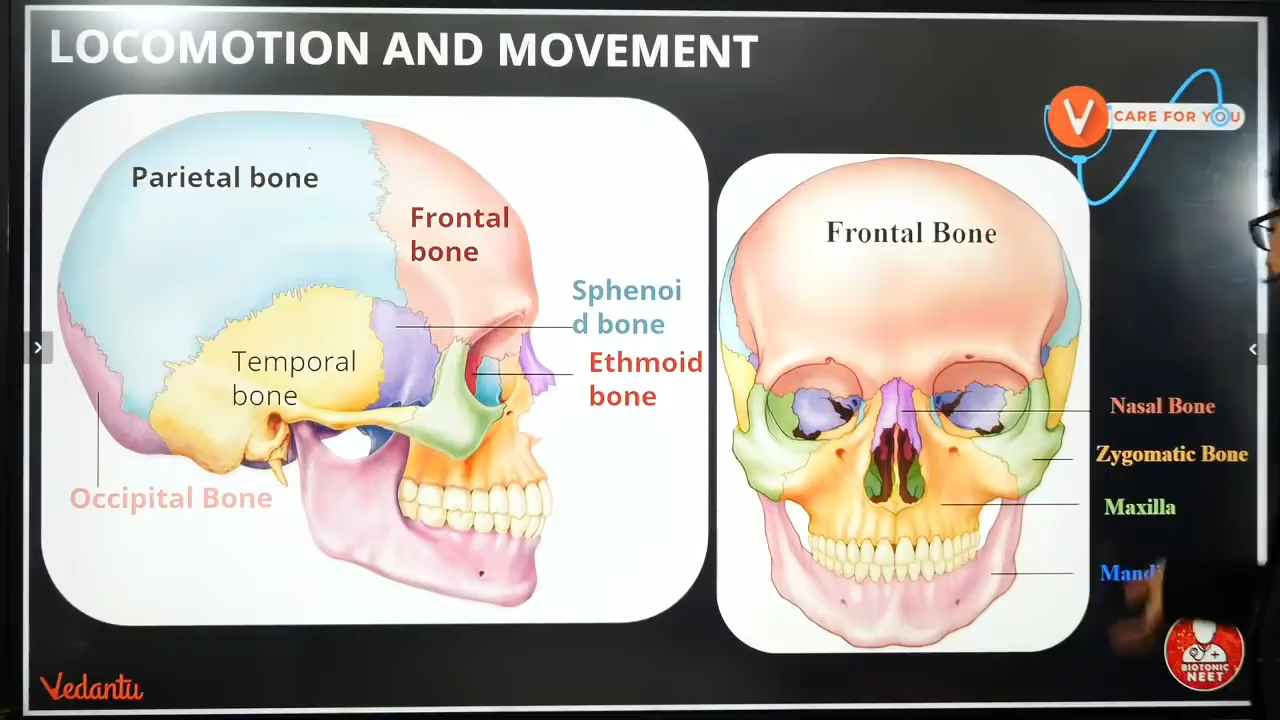 LOCOMOTION AND MOVEMENT
V
CARE FOR YOU
Parietal bone
Frontal
bone
Sphenoi
d bone
Ethmoid
bone
Temporal
bone
Occipital Bone
Frontal Bone
Nasal Bone
Zygomatic Bone
Maxilla
Mandi
Vedantu
BIOTONIC
NEET